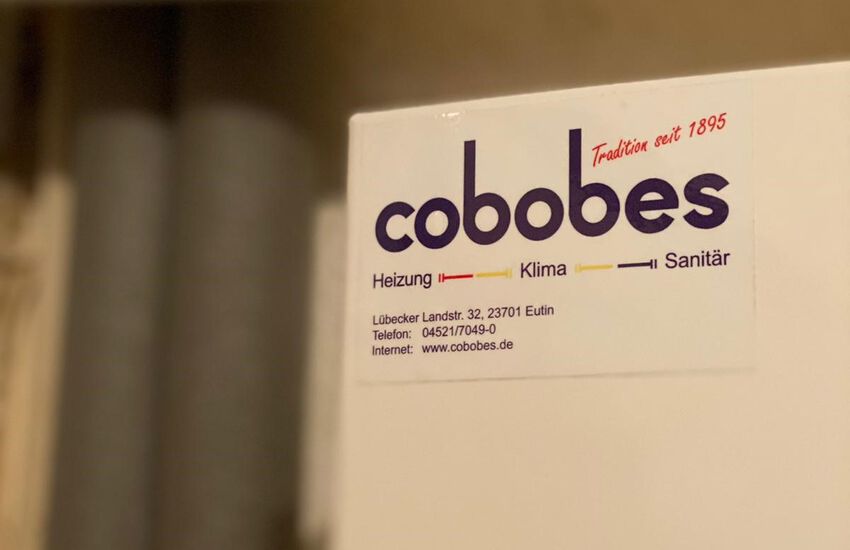 Tradition seit 1895
cobobes
Heizung Klima Sanitär
Lübecker Landstr. 32, 23701 Eutin
Telefon: 04521/7049-0
Internet: www.cobobes.de